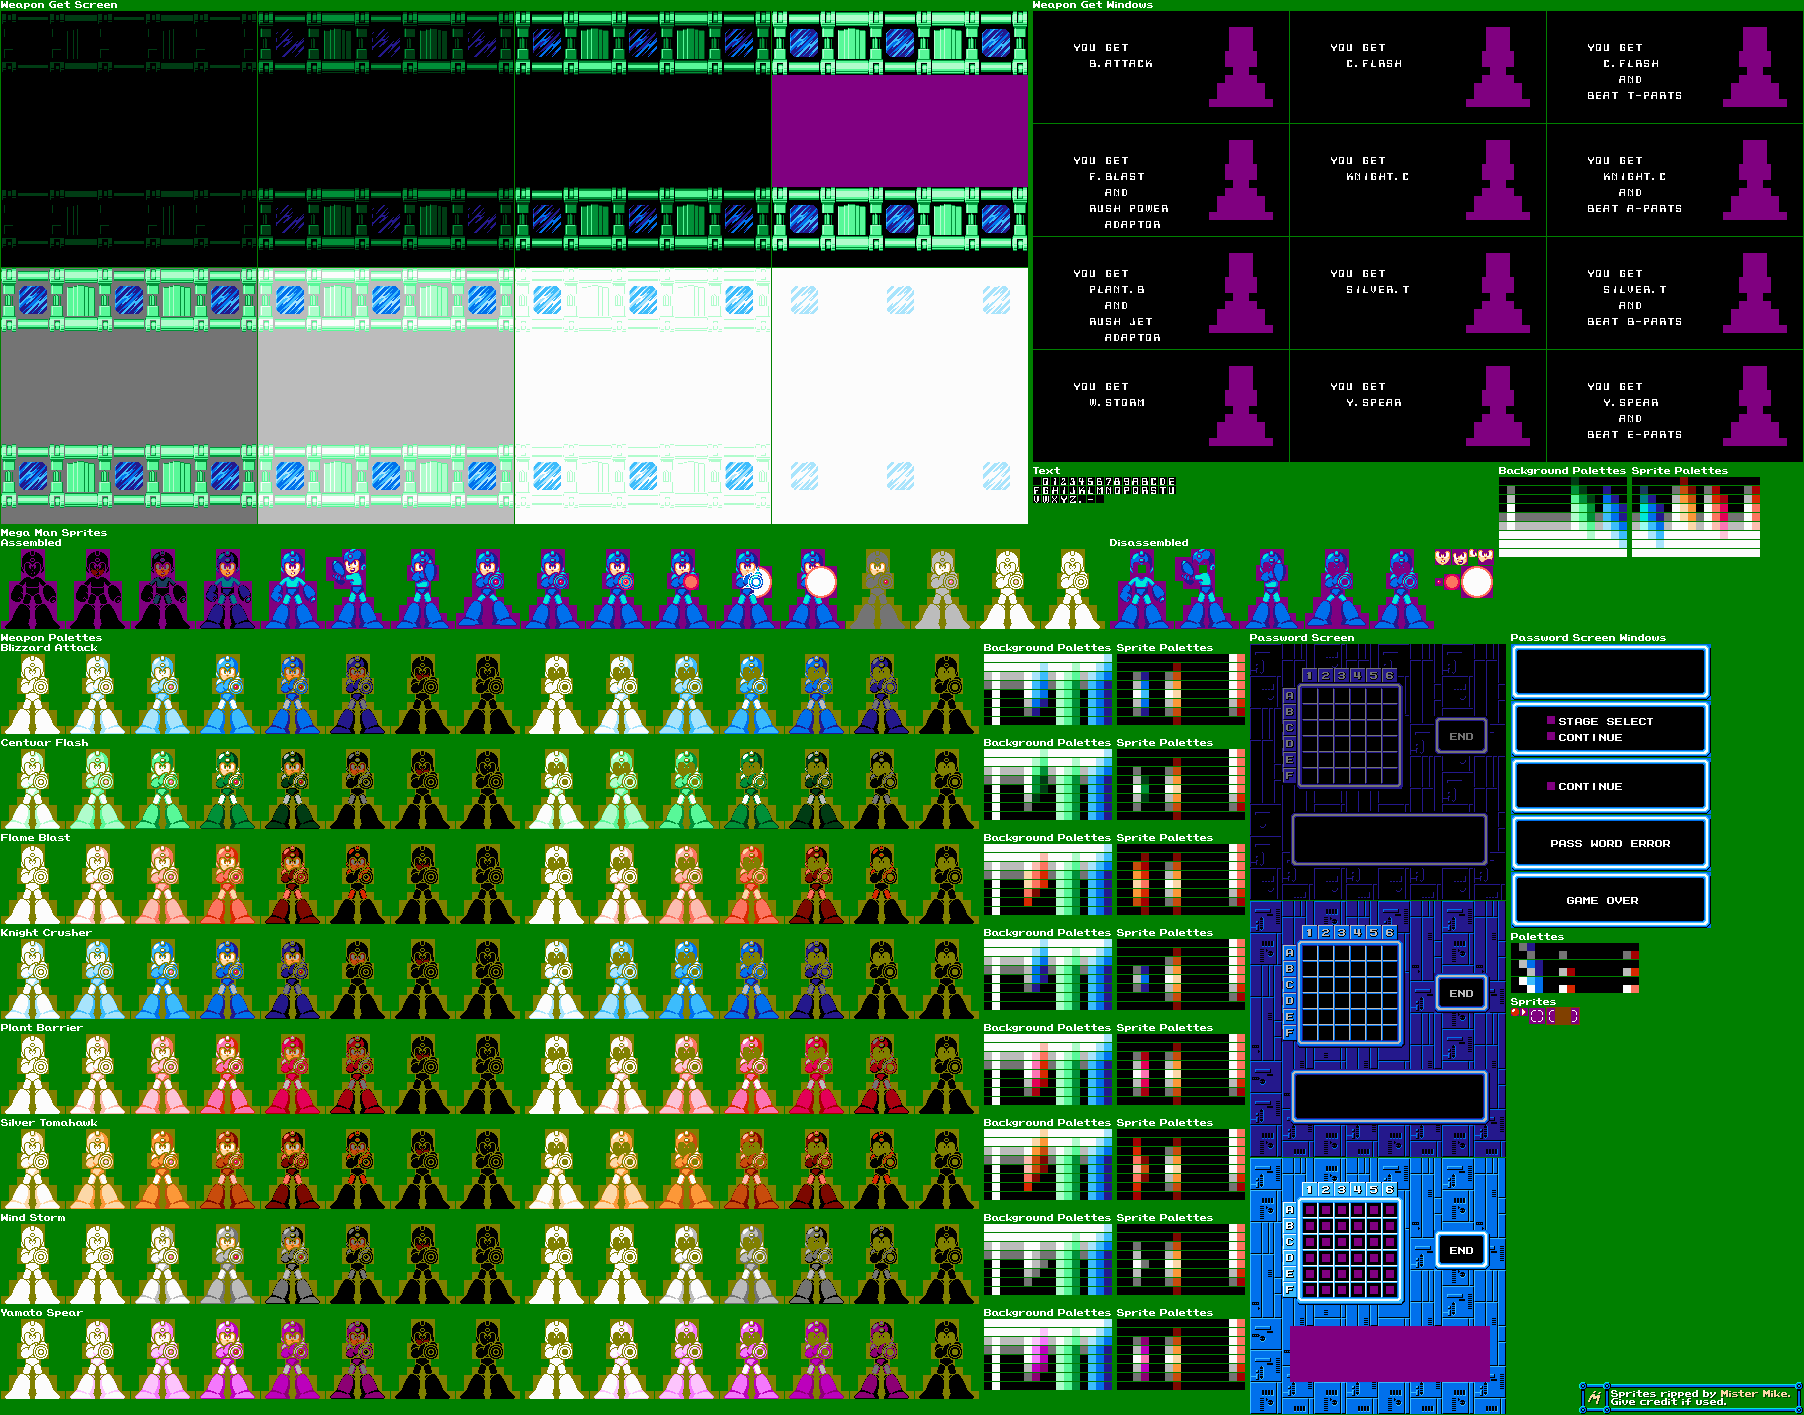 Weapon Get Screen
Weapon Get Windows
YOU GET
B.ATTACK
YOU GET
C.FLASH
YOU GET
C.FLASH
AND
BEAT T-PARTS
YOU GET
F.BLAST
AND
RUSH POWER
ADAPTOR
YOU GET
KNIGHT.C
YOU GET
KNIGHT.C
AND
BEAT A-PARTS
YOU GET
PLANT.B
AND
RUSH JET
ADAPTOR
YOU GET
SILVER.T
YOU GET
SILVER.T
AND
BEAT B-PARTS
YOU GET
W.STORM
YOU GET
Y.SPEAR
YOU GET
Y.SPEAR
AND
BEAT E-PARTS
Text
0123456789ABCDE
FGHIJKLMNOPQRSTU
VWXYZ.-
Background Palettes
Sprite Palettes
Mega Man Sprites
Assembled
Disassembled
Weapon Palettes
Blizzard Attack
Background Palettes
Sprite Palettes
Centuar Flash
Background Palettes
Sprite Palettes
Flame Blast
Background Palettes
Sprite Palettes
Knight Crusher
Background Palettes
Sprite Palettes
Plant Barrier
Background Palettes
Sprite Palettes
Silver Tomahawk
Background Palettes
Sprite Palettes
Wind Storm
Background Palettes
Sprite Palettes
Yamato Spear
Background Palettes
Sprite Palettes
Password Screen
1 2 3 4 5 6
A
B
C
D
E
F
END
1 2 3 4 5 6
A
B
C
D
E
F
END
1 2 3 4 5 6
A
B
C
D
E
F
END
Password Screen Windows
STAGE SELECT
CONTINUE
CONTINUE
PASS WORD ERROR
GAME OVER
Palettes
Sprites
Sprites ripped by Mister Mike.
Give credit if used.